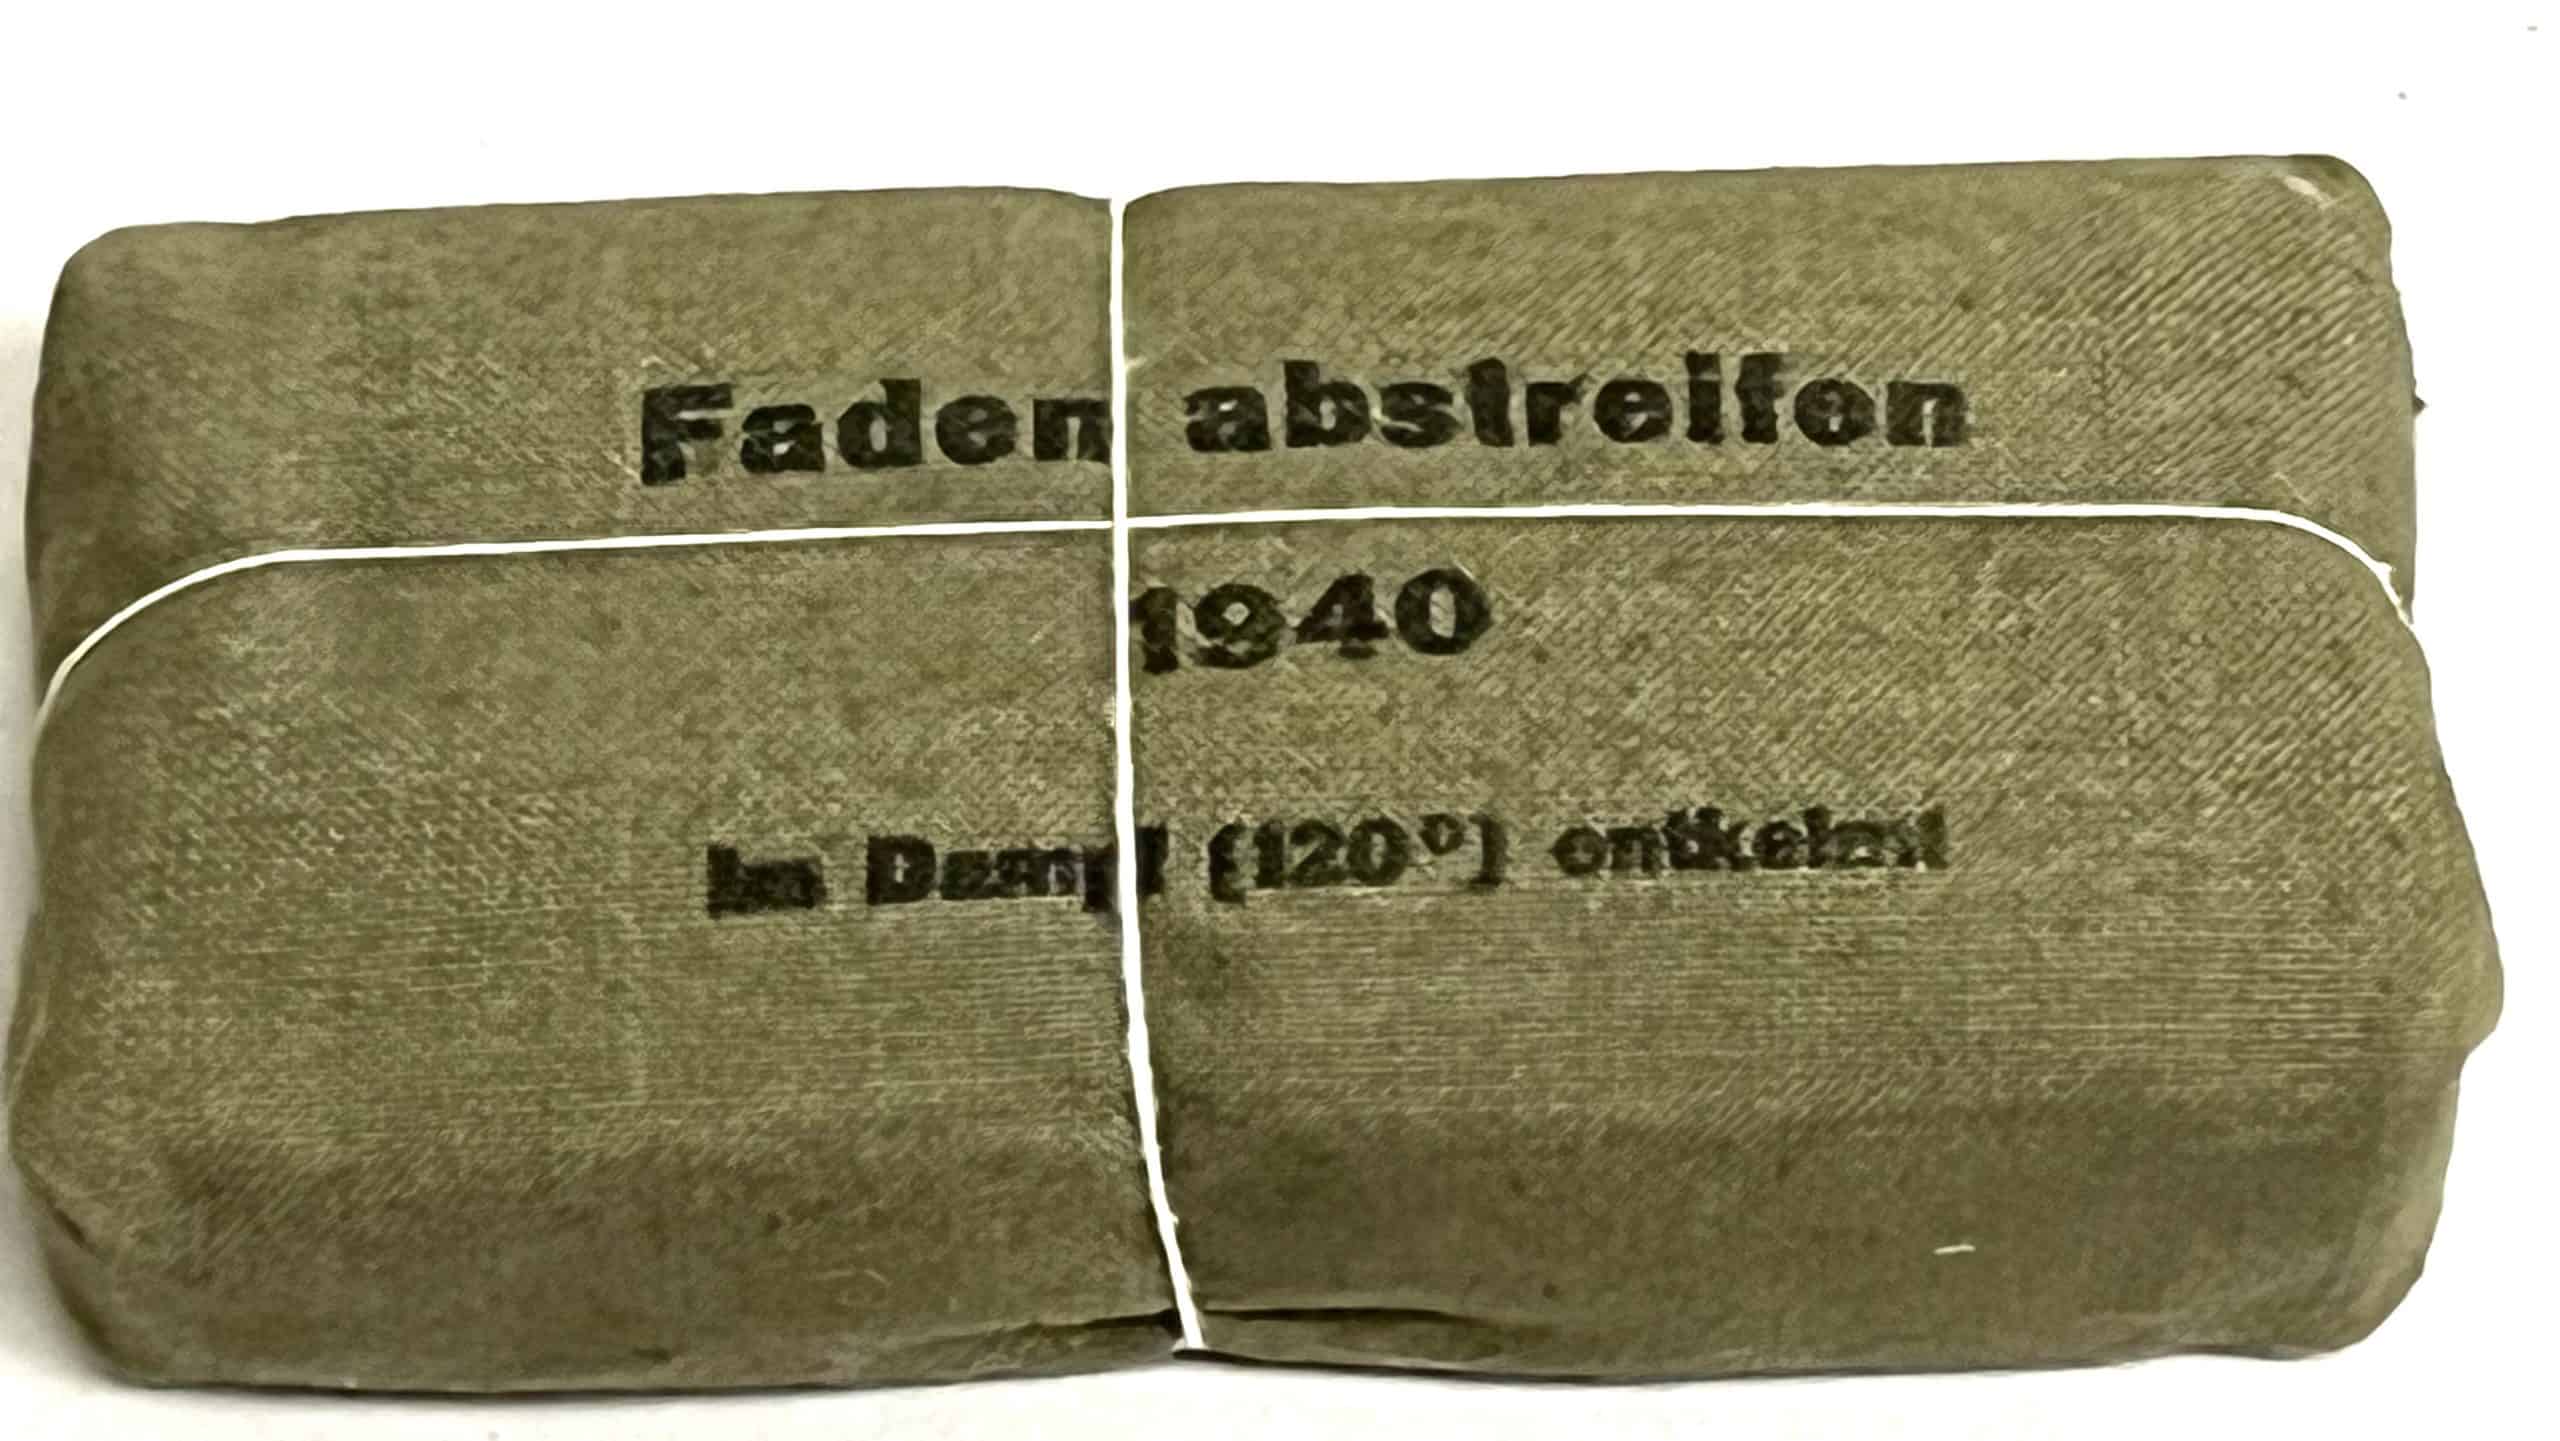 Faden abstreifen
1940
Im Dampf (120°) entkeimt